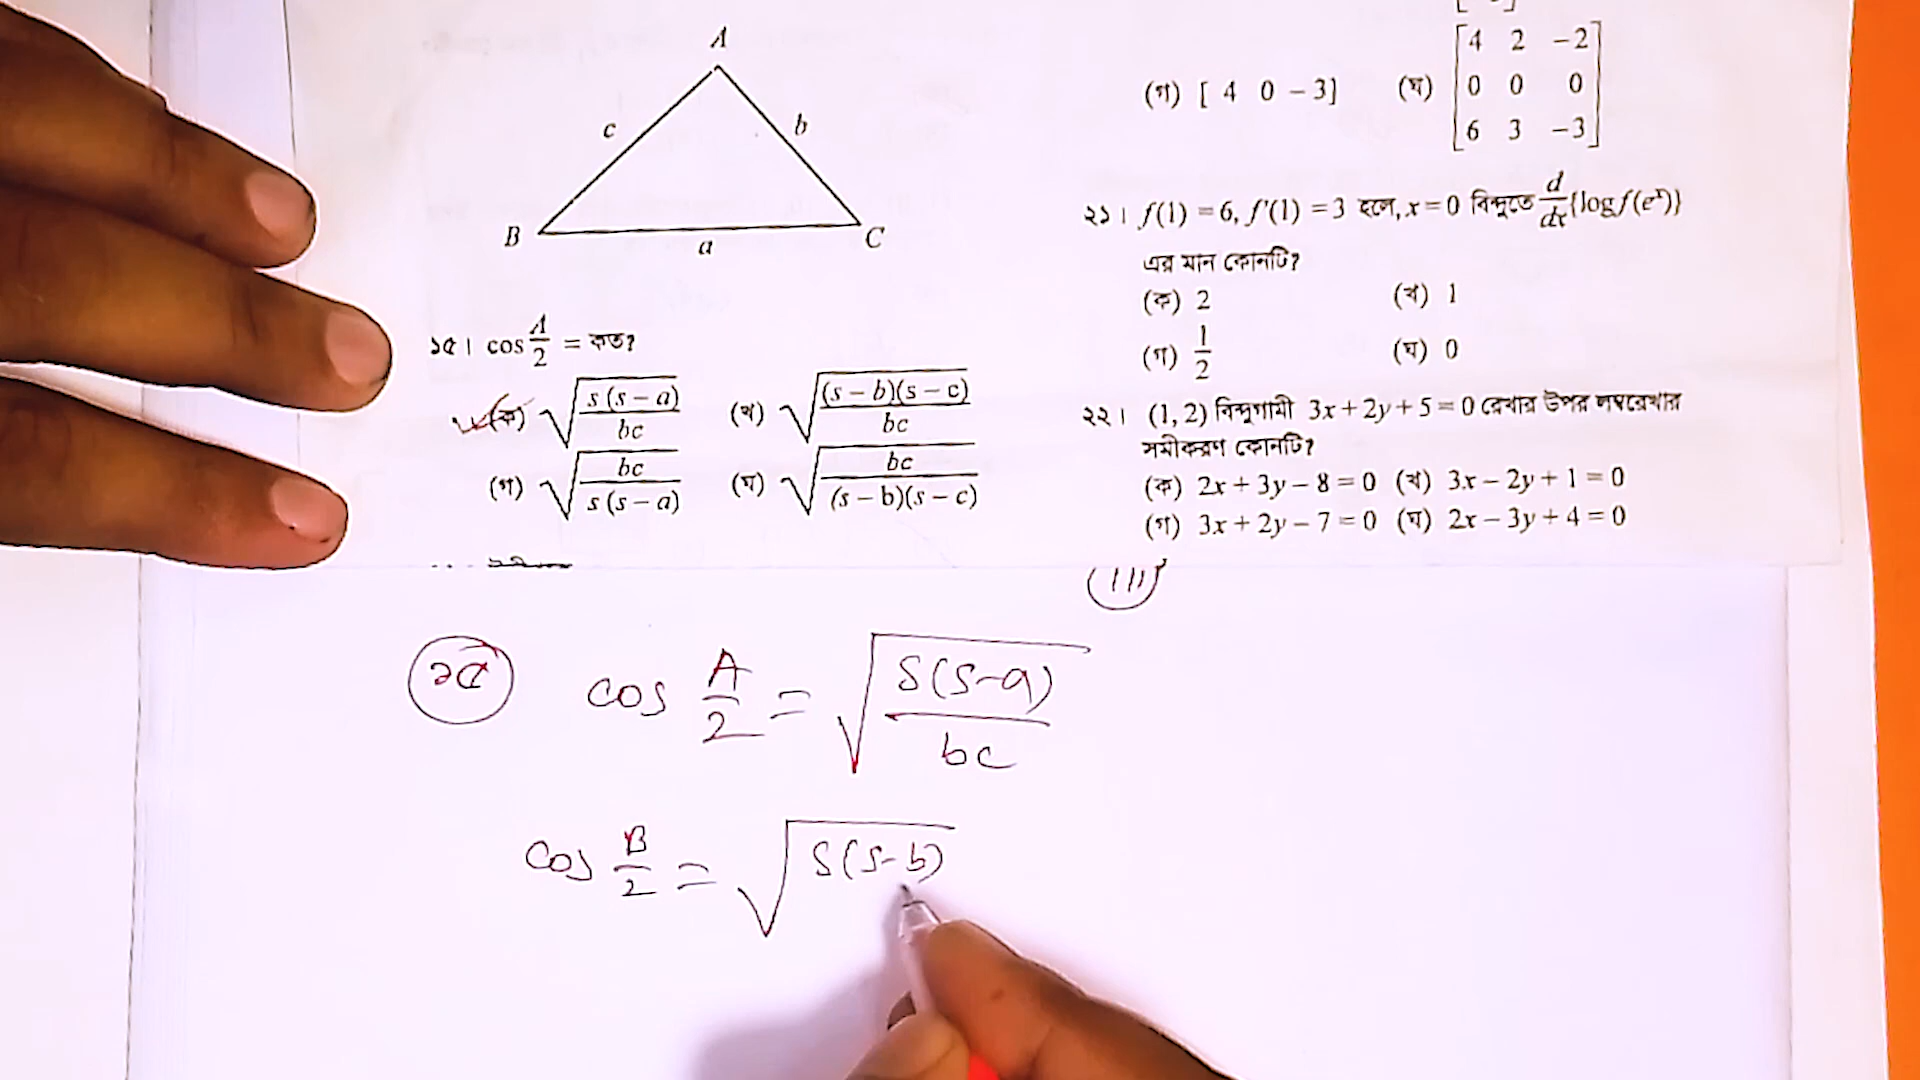 A
c
b
B
a
C
১৫। cos A/2 = কত?
(ক) √(s(s – a)/bc) (খ) √((s – b)(s – c)/bc)
(গ) √(bc/s(s – a)) (ঘ) √(bc/(s – b)(s – c))
(গ) [ 4 0 – 3] (ঘ) [4 2 –2
0 0 0
6 3 –3]
২১। f(1) = 6, f′(1) = 3 হলে, x = 0 বিন্দুতে d/dx{log f(eˣ)}
এর মান কোনটি?
(ক) 2 (খ) 1
(গ) 1/2 (ঘ) 0
২২। (1, 2) বিন্দুগামী 3x + 2y + 5 = 0 রেখার উপর লম্বরেখার
সমীকরণ কোনটি?
(ক) 2x + 3y – 8 = 0 (খ) 3x – 2y + 1 = 0
(গ) 3x + 2y – 7 = 0 (ঘ) 2x – 3y + 4 = 0
(111)
১৫ cos A/2 = √(S(S-a)/bc)
cos B/2 = √S(S-b)